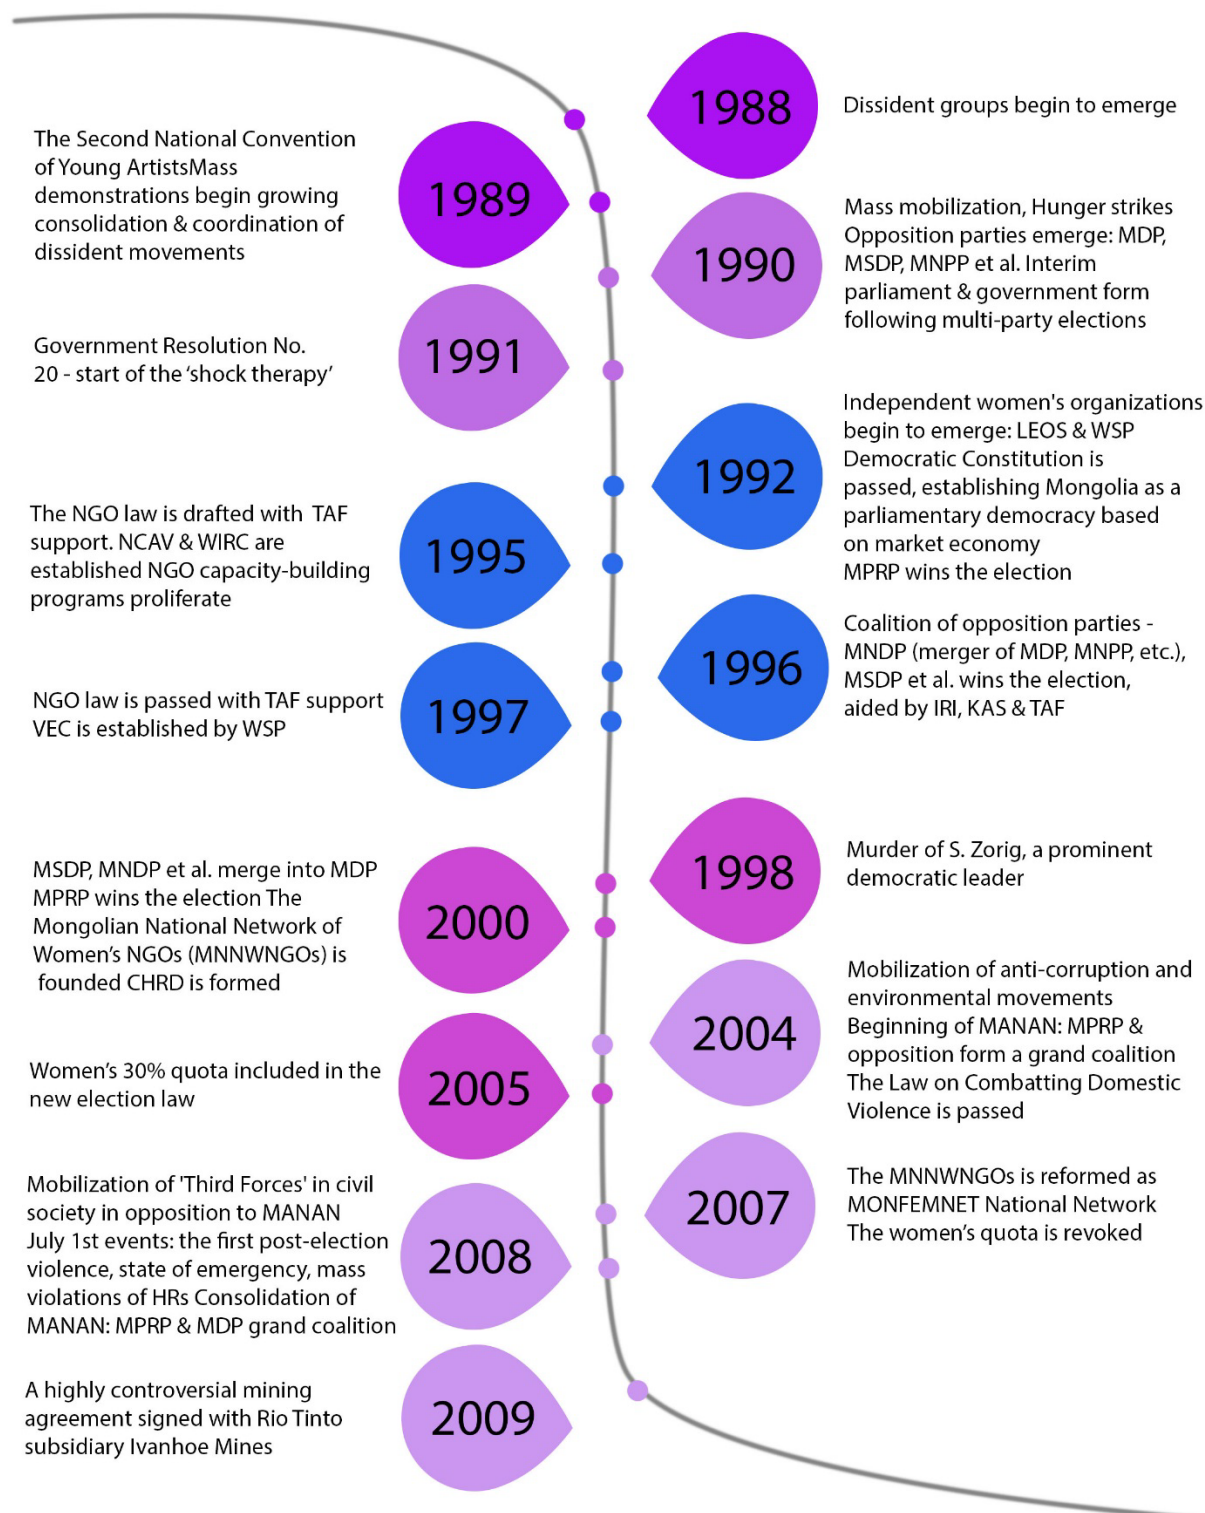 1988
Dissident groups begin to emerge
The Second National Convention
of Young ArtistsMass
demonstrations begin growing
consolidation & coordination of
dissident movements
1989
1990
Mass mobilization, Hunger strikes
Opposition parties emerge: MDP,
MSDP, MNPP et al. Interim
parliament & government form
following multi-party elections
Government Resolution No.
20 - start of the ‘shock therapy’
1991
1992
Independent women's organizations
begin to emerge: LEOS & WSP
Democratic Constitution is
passed, establishing Mongolia as a
parliamentary democracy based
on market economy
MPRP wins the election
The NGO law is drafted with TAF
support. NCAV & WIRC are
established NGO capacity-building
programs proliferate
1995
1996
Coalition of opposition parties -
MNDP (merger of MDP, MNPP, etc.),
MSDP et al. wins the election,
aided by IRI, KAS & TAF
NGO law is passed with TAF support
VEC is established by WSP
1997
1998
Murder of S. Zorig, a prominent
democratic leader
MSDP, MNDP et al. merge into MDP
MPRP wins the election The
Mongolian National Network of
Women’s NGOs (MNNWNGOs) is
founded CHRD is formed
2000
2004
Mobilization of anti-corruption and
environmental movements
Beginning of MANAN: MPRP &
opposition form a grand coalition
The Law on Combatting Domestic
Violence is passed
Women’s 30% quota included in the
new election law
2005
2007
The MNNWNGOs is reformed as
MONFEMNET National Network
The women’s quota is revoked
Mobilization of 'Third Forces' in civil
society in opposition to MANAN
July 1st events: the first post-election
violence, state of emergency, mass
violations of HRs Consolidation of
MANAN: MPRP & MDP grand coalition
2008
A highly controversial mining
agreement signed with Rio Tinto
subsidiary Ivanhoe Mines
2009